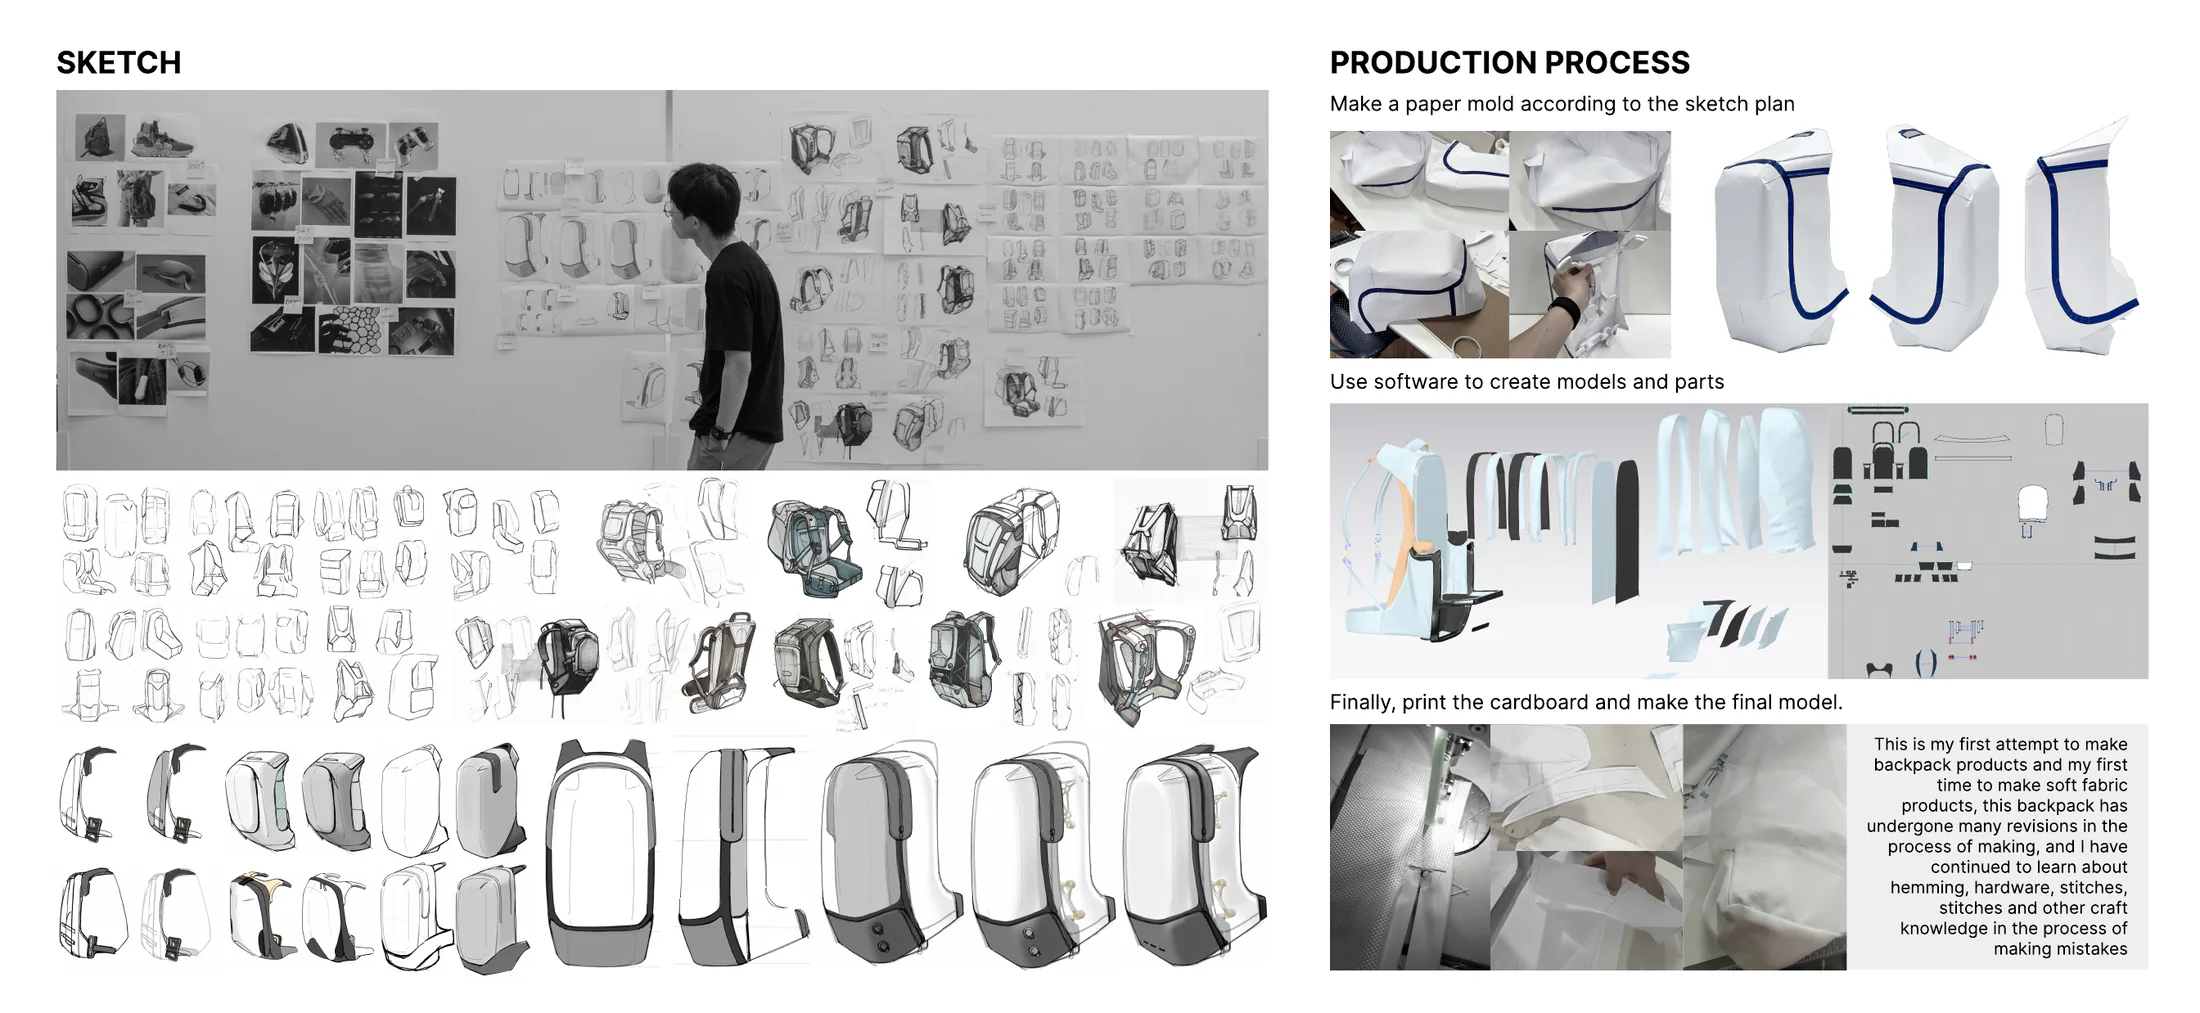 SKETCH
PRODUCTION PROCESS
Make a paper mold according to the sketch plan
Use software to create models and parts
Finally, print the cardboard and make the final model.
This is my first attempt to make
backpack products and my first
time to make soft fabric
products, this backpack has
undergone many revisions in the
process of making, and I have
continued to learn about
hemming, hardware, stitches,
stitches and other craft
knowledge in the process of
making mistakes